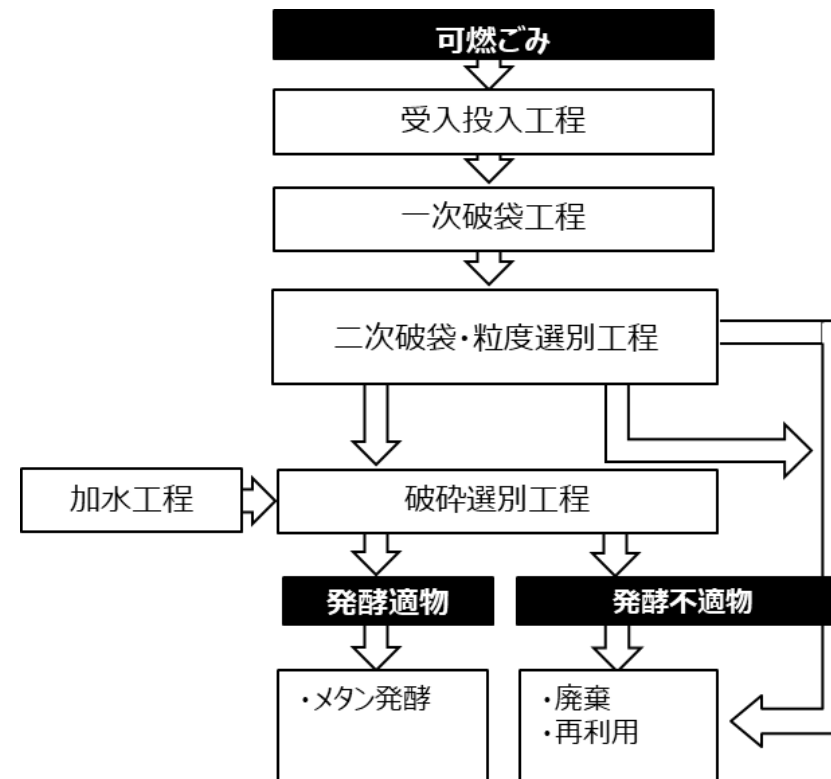 可燃ごみ
受入投入工程
一次破袋工程
二次破袋・粒度選別工程
加水工程
破砕選別工程
発酵適物
発酵不適物
・メタン発酵
・廃棄
・再利用